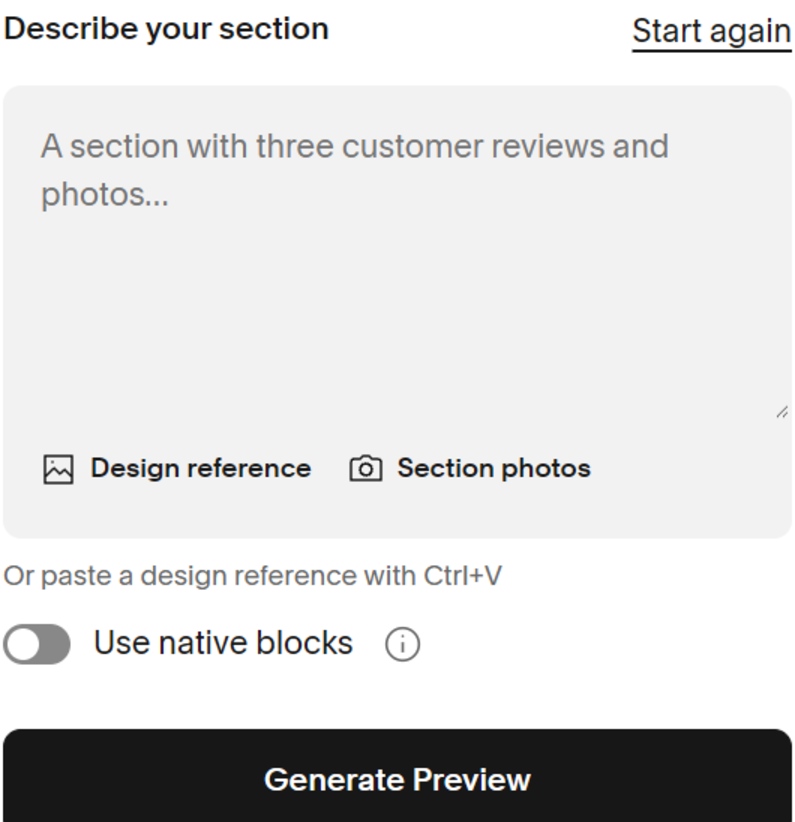 Describe your section
Start again
A section with three customer reviews and
photos...
Design reference
Section photos
Or paste a design reference with Ctrl+V
Use native blocks
Generate Preview